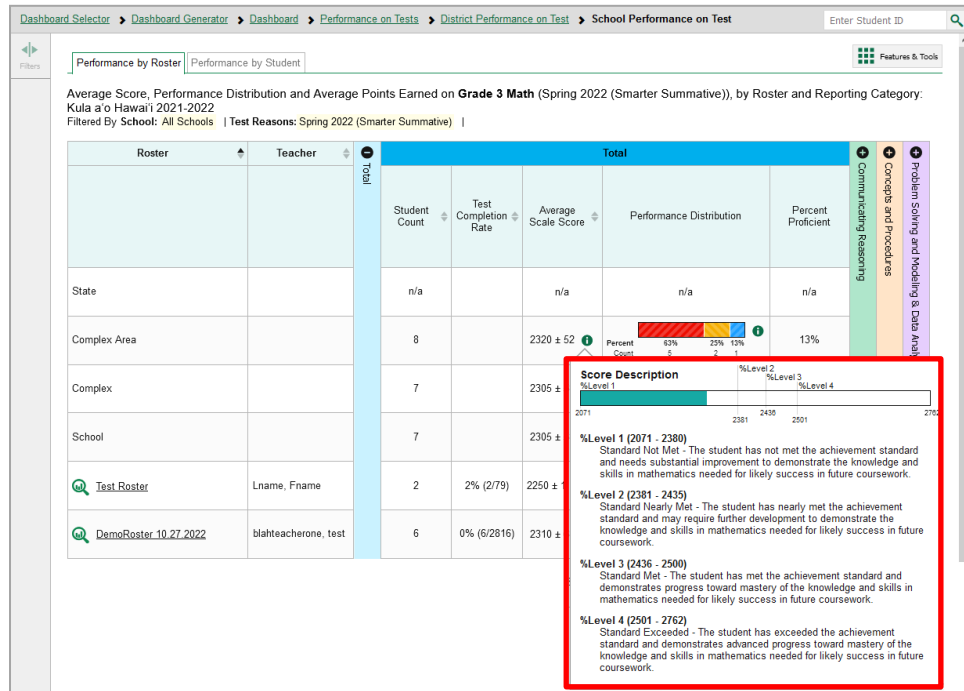 Dashboard Selector > Dashboard Generator > Dashboard > Performance on Tests > District Performance on Test > School Performance on Test
Enter Student ID
Filters
Performance by Roster
Performance by Student
Features & Tools
Average Score, Performance Distribution and Average Points Earned on Grade 3 Math (Spring 2022 (Smarter Summative)), by Roster and Reporting Category:
Kula a'o Hawai'i 2021-2022
Filtered By School: All Schools | Test Reasons: Spring 2022 (Smarter Summative) |
Roster
Teacher
Total
Total
Student
Count
Test
Completion
Rate
Average
Scale Score
Performance Distribution
Percent
Proficient
Communicating Reasoning
Concepts and Procedures
Problem Solving and Modeling & Data
State n/a n/a n/a n/a
Complex Area 8 2320 ± 52 13%
Percent 63% 25% 13%
Count 5 2 1
Complex 7 2305 ±
School 7 2305 ±
Test Roster Lname, Fname 2 2% (2/79) 2250 ±
DemoRoster 10.27.2022 blahteacherone, test 6 0% (6/2816) 2310 ±
Score Description
%Level 1
%Level 2
%Level 3
%Level 4
2071 2381 2436 2501 2762
%Level 1 (2071 - 2380)
Standard Not Met - The student has not met the achievement standard
and needs substantial improvement to demonstrate the knowledge and
skills in mathematics needed for likely success in future coursework.
%Level 2 (2381 - 2435)
Standard Nearly Met - The student has nearly met the achievement
standard and may require further development to demonstrate the
knowledge and skills in mathematics needed for likely success in future
coursework.
%Level 3 (2436 - 2500)
Standard Met - The student has met the achievement standard and
demonstrates progress toward mastery of the knowledge and skills in
mathematics needed for likely success in future coursework.
%Level 4 (2501 - 2762)
Standard Exceeded - The student has exceeded the achievement
standard and demonstrates advanced progress toward mastery of the
knowledge and skills in mathematics needed for likely success in future
coursework.